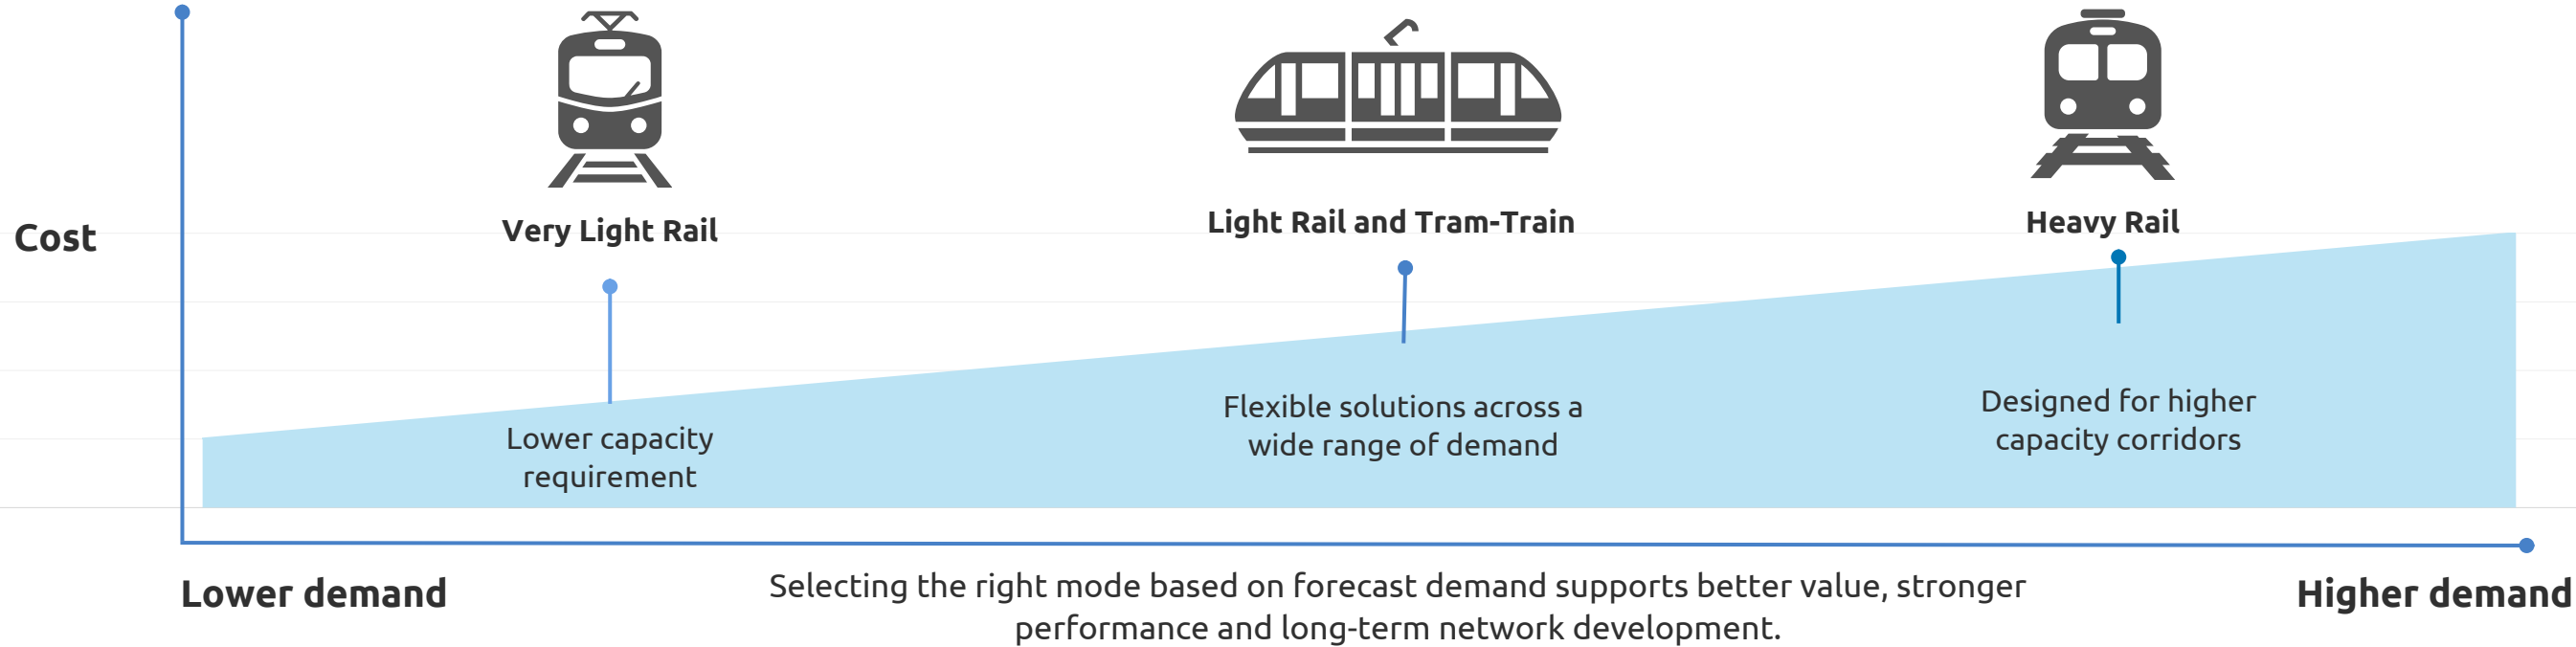 Cost
Very Light Rail
Light Rail and Tram-Train
Heavy Rail
Lower capacity
requirement
Flexible solutions across a
wide range of demand
Designed for higher
capacity corridors
Lower demand
Selecting the right mode based on forecast demand supports better value, stronger
performance and long-term network development.
Higher demand